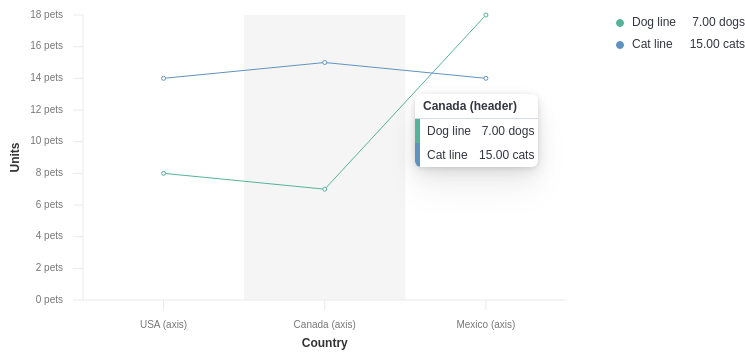 18 pets
16 pets
14 pets
12 pets
10 pets
8 pets
6 pets
4 pets
2 pets
0 pets
Units
USA (axis)
Canada (axis)
Mexico (axis)
Country
Canada (header)
Dog line 7.00 dogs
Cat line 15.00 cats
Dog line 7.00 dogs
Cat line 15.00 cats